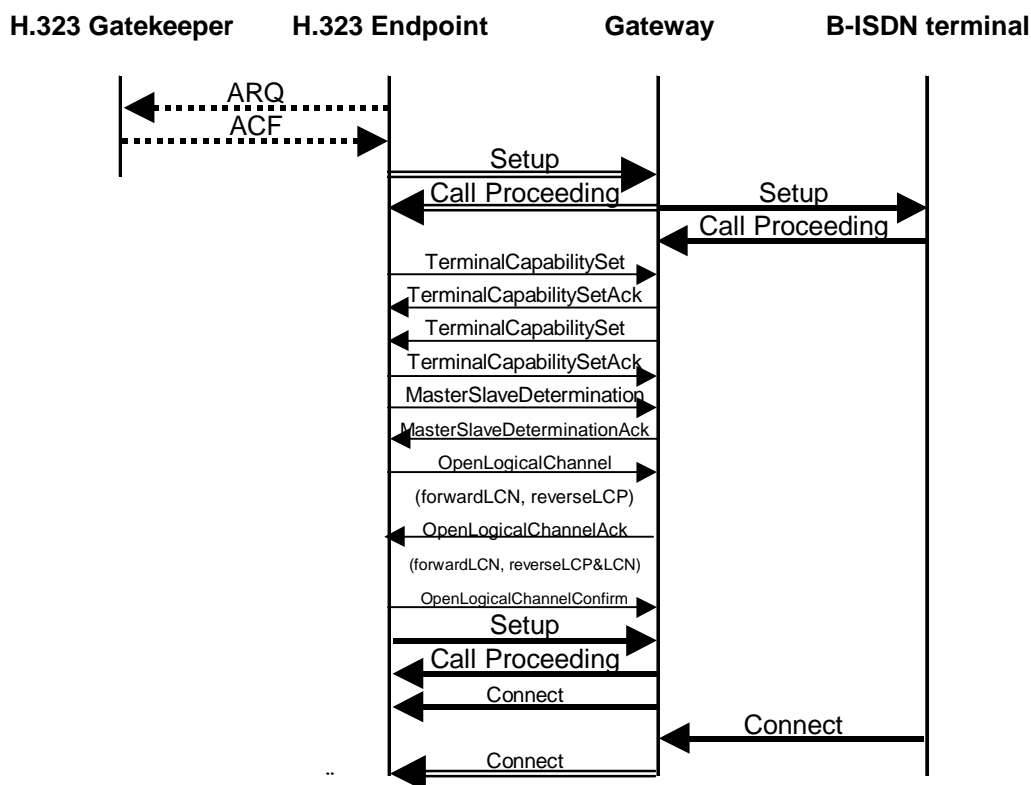 H.323 Gatekeeper H.323 Endpoint Gateway B-ISDN terminal
ARQ
ACF
Setup
Call Proceeding Setup
Call Proceeding
TerminalCapabilitySet
TerminalCapabilitySetAck
TerminalCapabilitySet
TerminalCapabilitySetAck
MasterSlaveDetermination
MasterSlaveDeterminationAck
OpenLogicalChannel
(forwardLCN, reverseLCP)
OpenLogicalChannelAck
(forwardLCN, reverseLCP&LCN)
OpenLogicalChannelConfirm
Setup
Call Proceeding
Connect
Connect
Connect